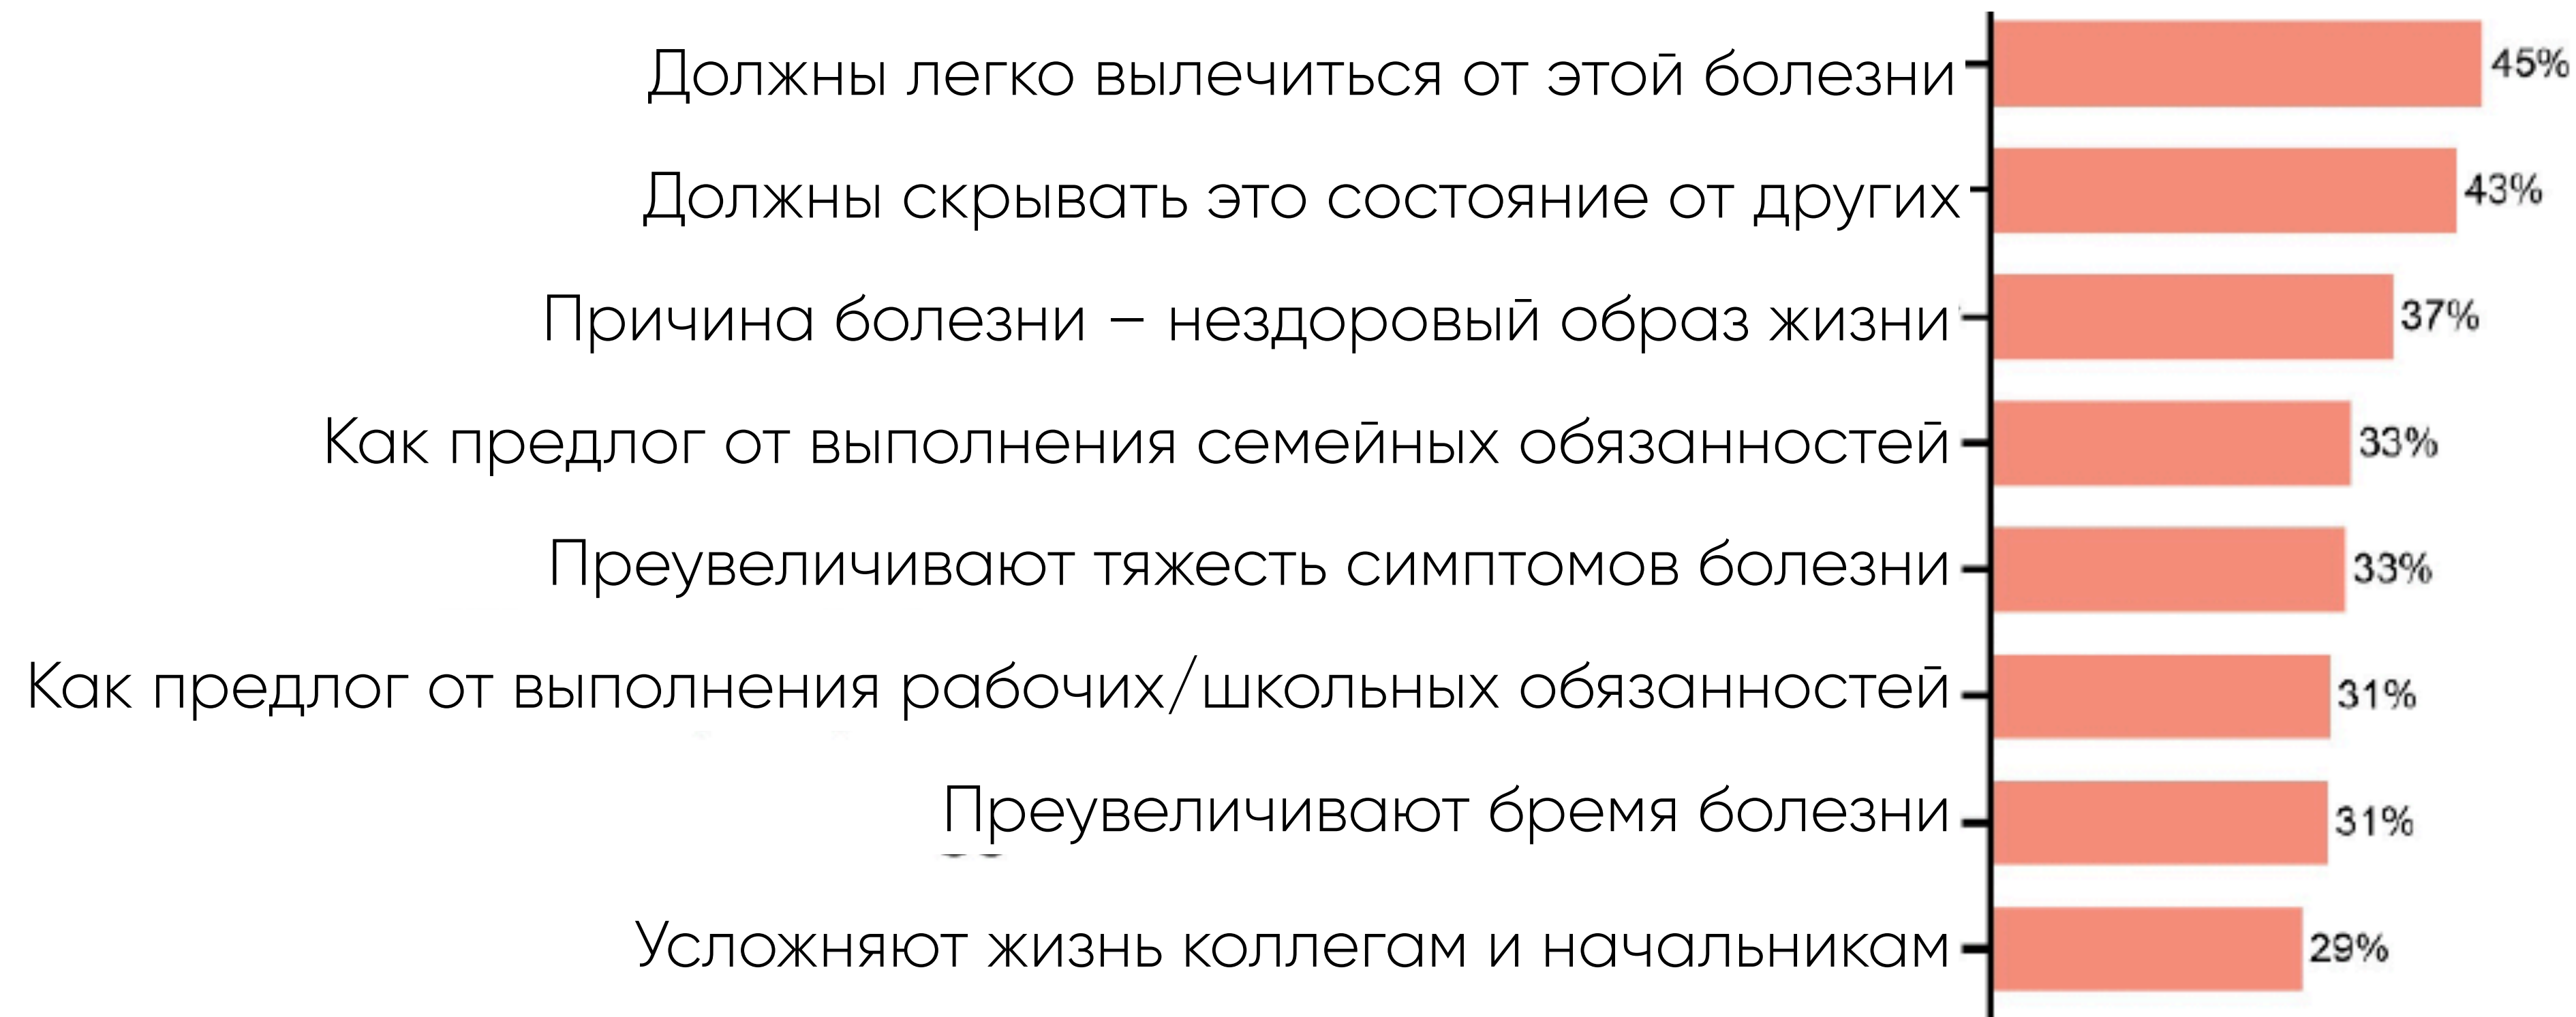 Должны легко вылечиться от этой болезни 45%
Должны скрывать это состояние от других 43%
Причина болезни – нездоровый образ жизни 37%
Как предлог от выполнения семейных обязанностей 33%
Преувеличивают тяжесть симптомов болезни 33%
Как предлог от выполнения рабочих/школьных обязанностей 31%
Преувеличивают бремя болезни 31%
Усложняют жизнь коллегам и начальникам 29%